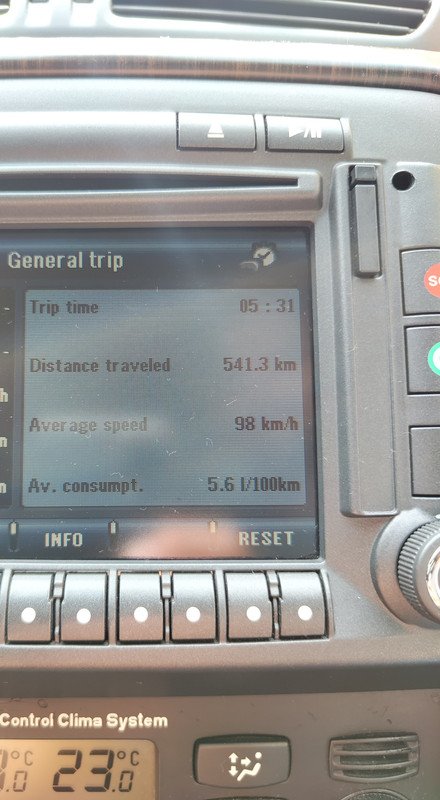 General trip
Trip time 05 : 31
Distance traveled 541.3 km
Average speed 98 km/h
Av. consumpt. 5.6 l/100km
INFO RESET
Control Clima System
.0 °C 23.0 °C